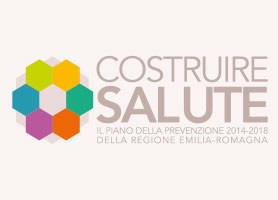 COSTRUIRE
SALUTE
IL PIANO DELLA PREVENZIONE 2014-2018
DELLA REGIONE EMILIA-ROMAGNA